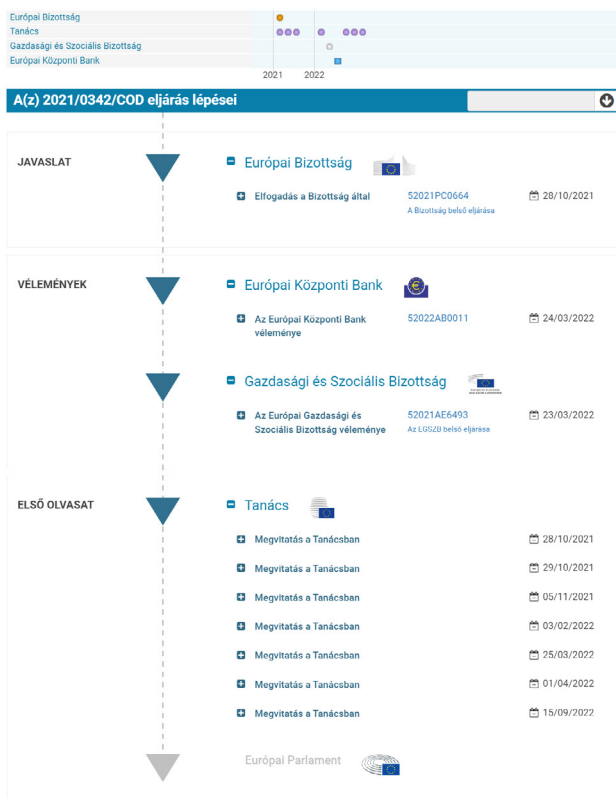 Európai Bizottság
Tanács
Gazdasági és Szociális Bizottság
Európai Központi Bank
2021 2022
A(z) 2021/0342/COD eljárás lépései
JAVASLAT
Európai Bizottság
Elfogadás a Bizottság által 52021PC0664 28/10/2021
A Bizottság belső eljárása
VÉLEMÉNYEK
Európai Központi Bank
Az Európai Központi Bank 52022AB0011 24/03/2022
véleménye
Gazdasági és Szociális Bizottság
Az Európai Gazdasági és 52021AE6493 23/03/2022
Szociális Bizottság véleménye Az EGSZB belső eljárása
ELSŐ OLVASAT
Tanács
Megvitatás a Tanácsban 28/10/2021
Megvitatás a Tanácsban 29/10/2021
Megvitatás a Tanácsban 05/11/2021
Megvitatás a Tanácsban 03/02/2022
Megvitatás a Tanácsban 25/03/2022
Megvitatás a Tanácsban 01/04/2022
Megvitatás a Tanácsban 15/09/2022
Európai Parlament